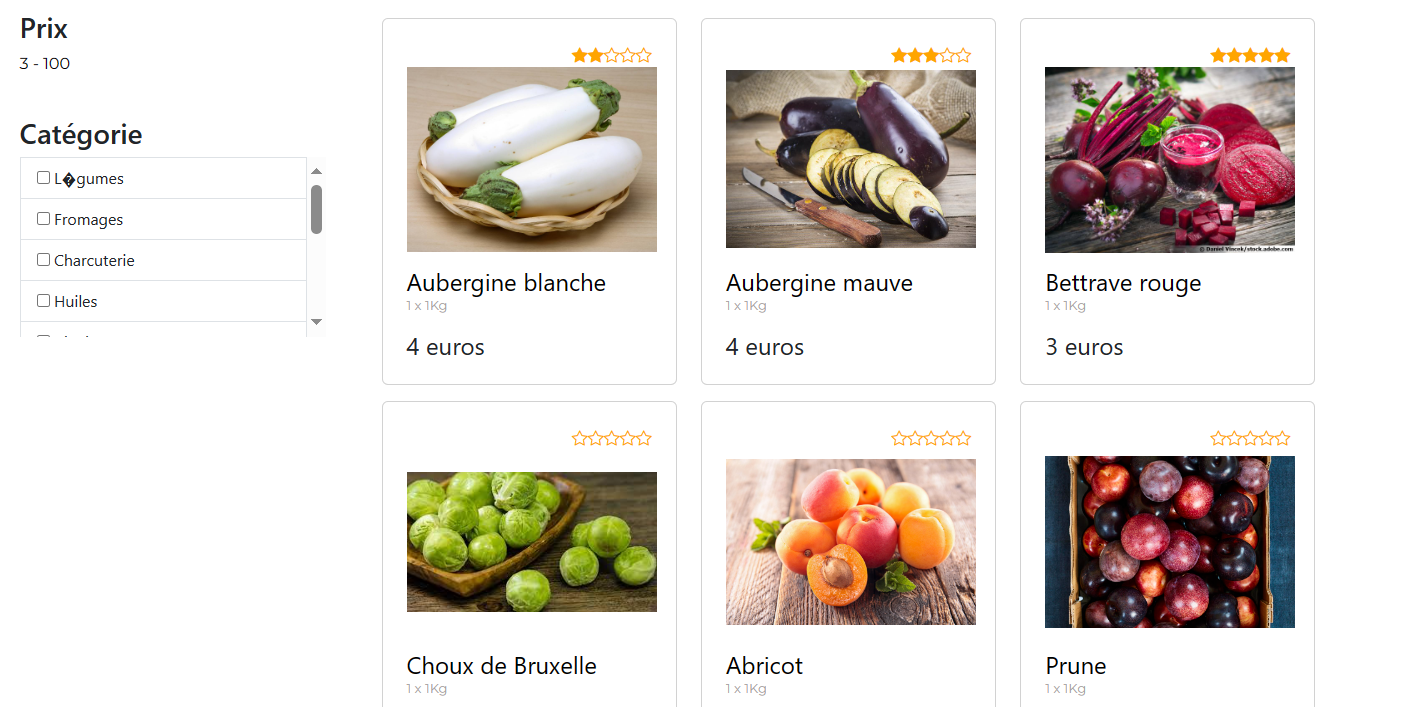 Prix
3 - 100
Catégorie
L�gumes
Fromages
Charcuterie
Huiles
Aubergine blanche
1 x 1Kg
4 euros
Aubergine mauve
1 x 1Kg
4 euros
© Daniel Vincek/stock.adobe.com
Bettrave rouge
1 x 1Kg
3 euros
Choux de Bruxelle
1 x 1Kg
Abricot
1 x 1Kg
Prune
1 x 1Kg